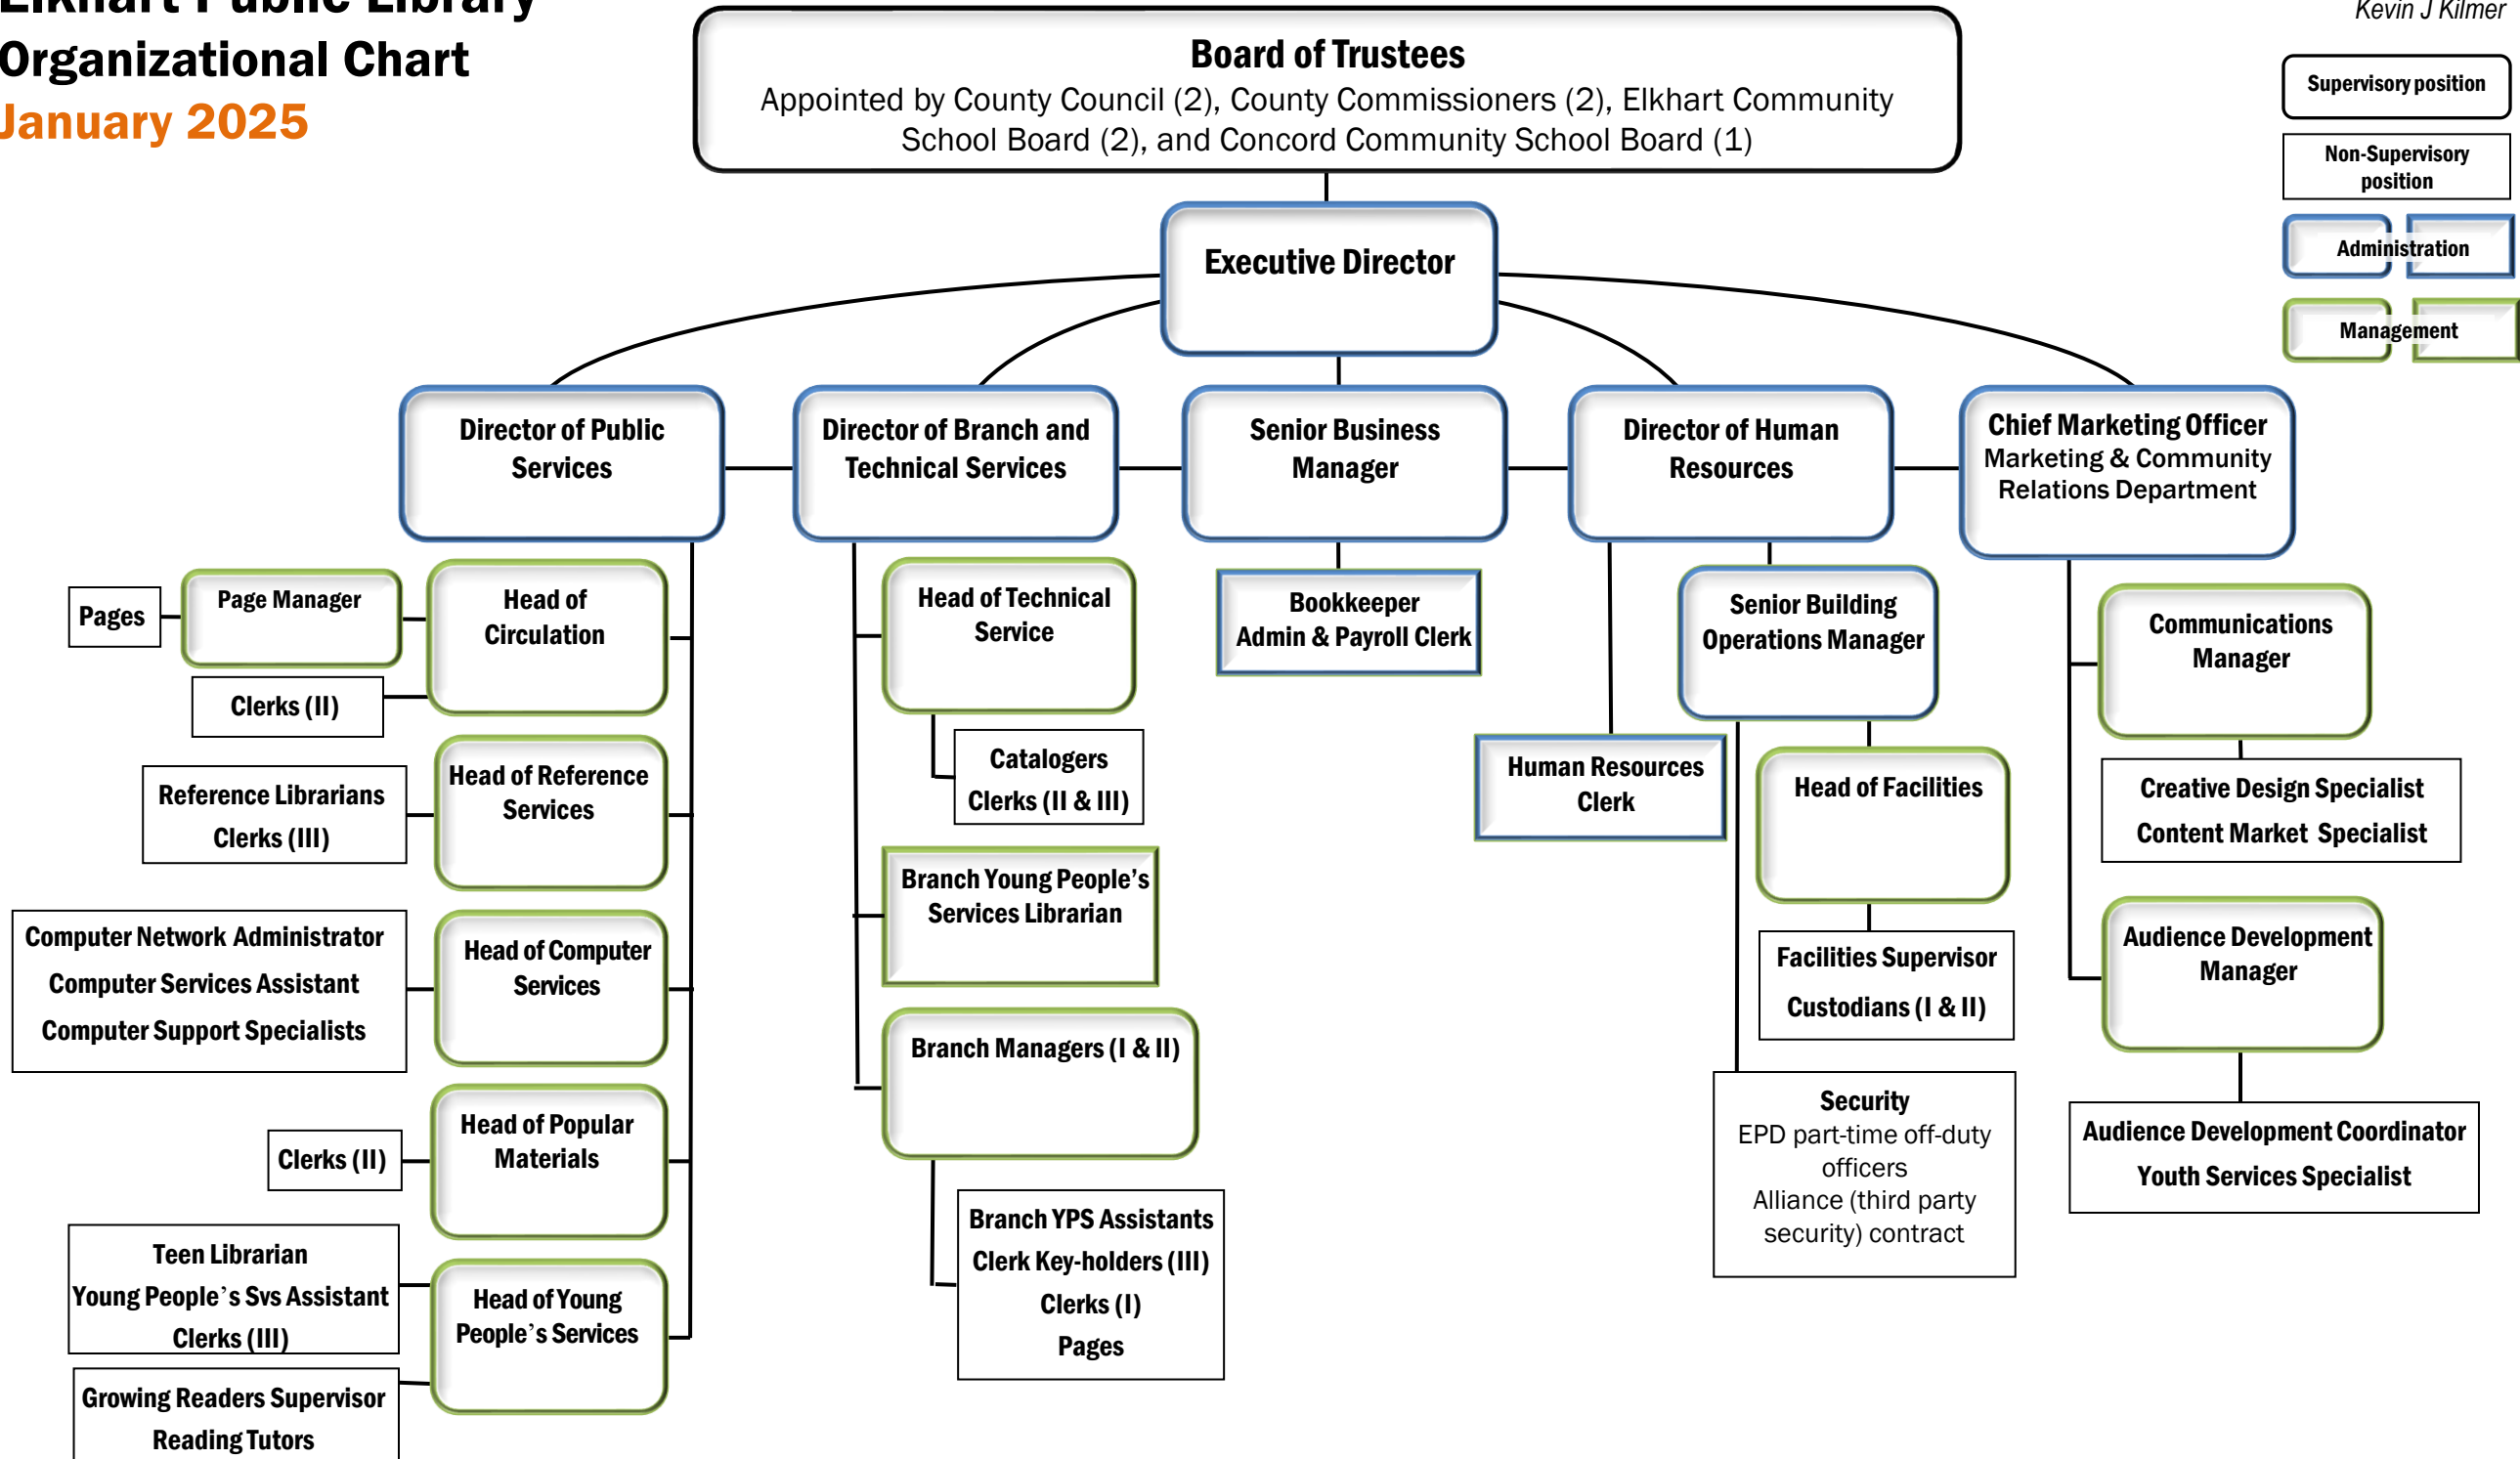 Elkhart Public Library
Organizational Chart
January 2025
Kevin J Kilmer
Board of Trustees
Appointed by County Council (2), County Commissioners (2), Elkhart Community
School Board (2), and Concord Community School Board (1)
Supervisory position
Non-Supervisory
position
Administration
Management
Executive Director
Director of Public
Services
Director of Branch and
Technical Services
Senior Business
Manager
Director of Human
Resources
Chief Marketing Officer
Marketing & Community
Relations Department
Pages
Page Manager
Head of
Circulation
Clerks (II)
Reference Librarians
Clerks (III)
Head of Reference
Services
Computer Network Administrator
Computer Services Assistant
Computer Support Specialists
Head of Computer
Services
Clerks (II)
Head of Popular
Materials
Teen Librarian
Young People's Svs Assistant
Clerks (III)
Head of Young
People's Services
Growing Readers Supervisor
Reading Tutors
Head of Technical
Service
Catalogers
Clerks (II & III)
Branch Young People's
Services Librarian
Branch Managers (I & II)
Branch YPS Assistants
Clerk Key-holders (III)
Clerks (I)
Pages
Bookkeeper
Admin & Payroll Clerk
Human Resources
Clerk
Senior Building
Operations Manager
Head of Facilities
Facilities Supervisor
Custodians (I & II)
Security
EPD part-time off-duty
officers
Alliance (third party
security) contract
Communications
Manager
Creative Design Specialist
Content Market Specialist
Audience Development
Manager
Audience Development Coordinator
Youth Services Specialist